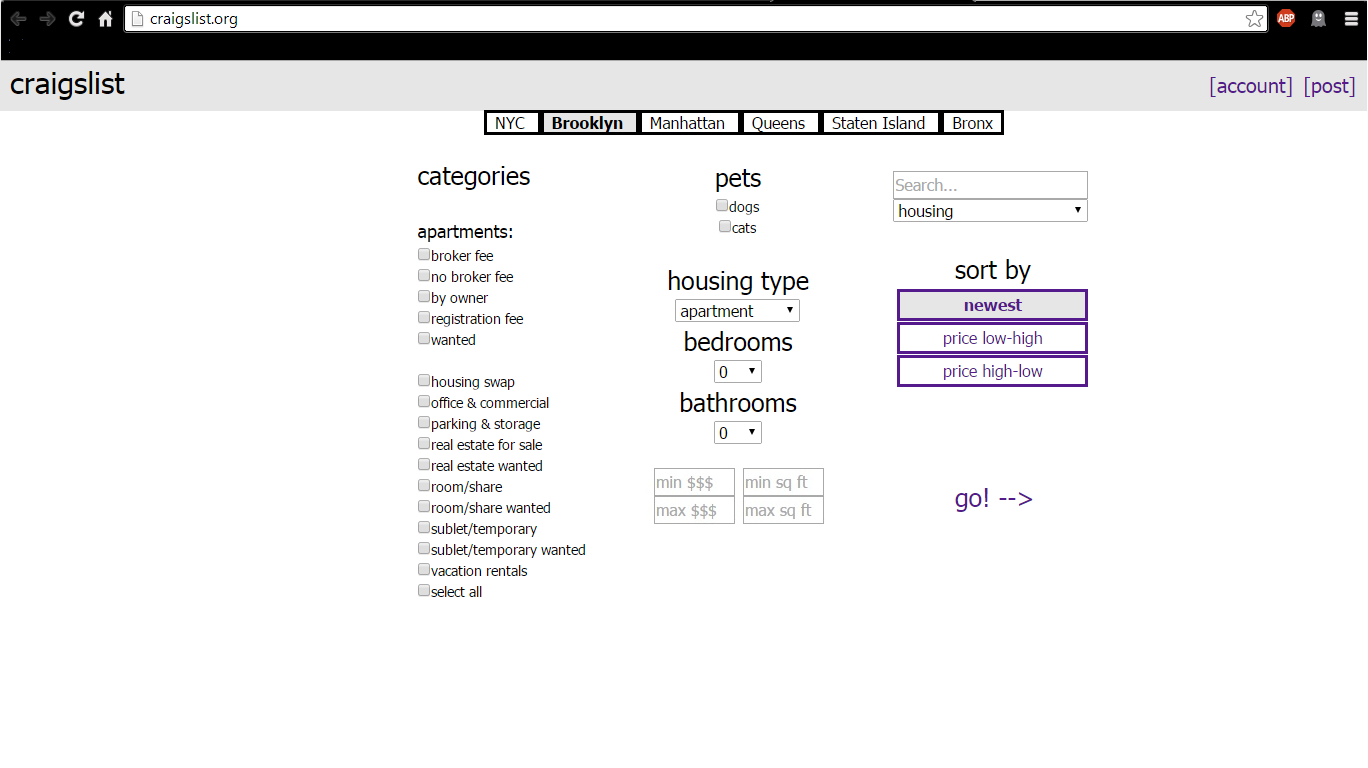 craigslist.org
ABP
craigslist
[account] [post]
NYC Brooklyn Manhattan Queens Staten Island Bronx
categories
apartments:
broker fee
no broker fee
by owner
registration fee
wanted
housing swap
office & commercial
parking & storage
real estate for sale
real estate wanted
room/share
room/share wanted
sublet/temporary
sublet/temporary wanted
vacation rentals
select all
pets
dogs
cats
housing type
apartment
bedrooms
0
bathrooms
0
min $$$ min sq ft
max $$$ max sq ft
Search...
housing
sort by
newest
price low-high
price high-low
go! -->